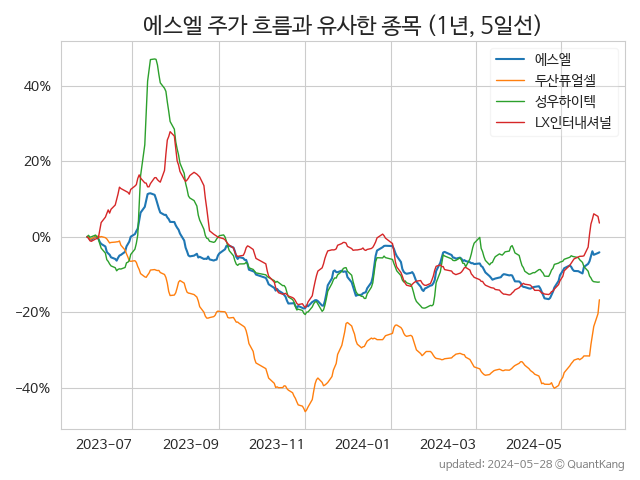 에스엘 주가 흐름과 유사한 종목 (1년, 5일선)
에스엘
두산퓨얼셀
성우하이텍
LX인터내셔널
40%
20%
0%
−20%
−40%
2023-07 2023-09 2023-11 2024-01 2024-03 2024-05
updated: 2024-05-28 © QuantKang